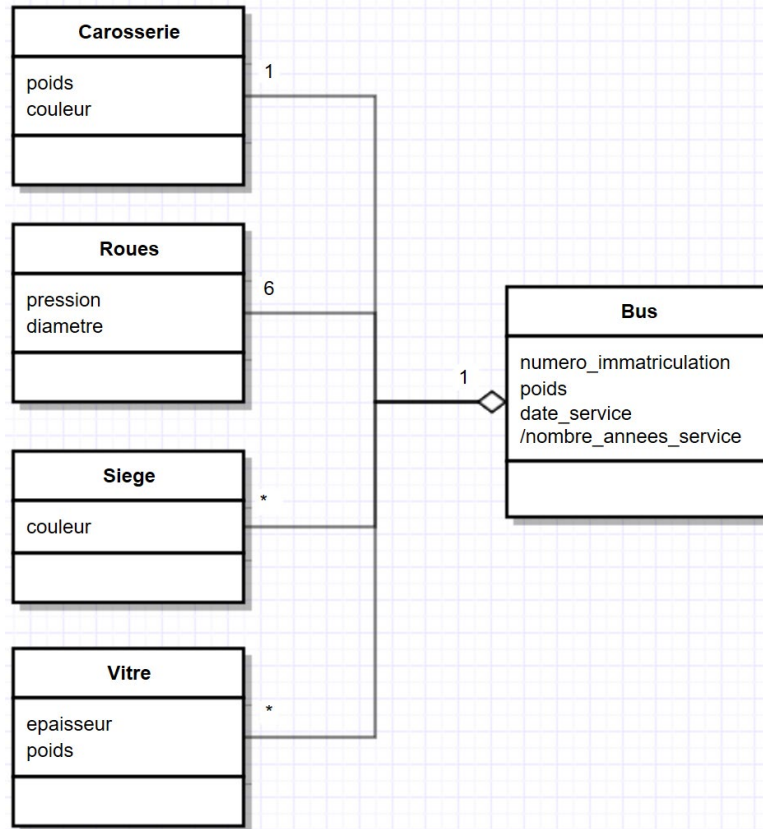 Carosserie
poids
couleur
1
Roues
pression
diametre
6
Siege
couleur
*
Vitre
epaisseur
poids
*
1
Bus
numero_immatriculation
poids
date_service
/nombre_annees_service